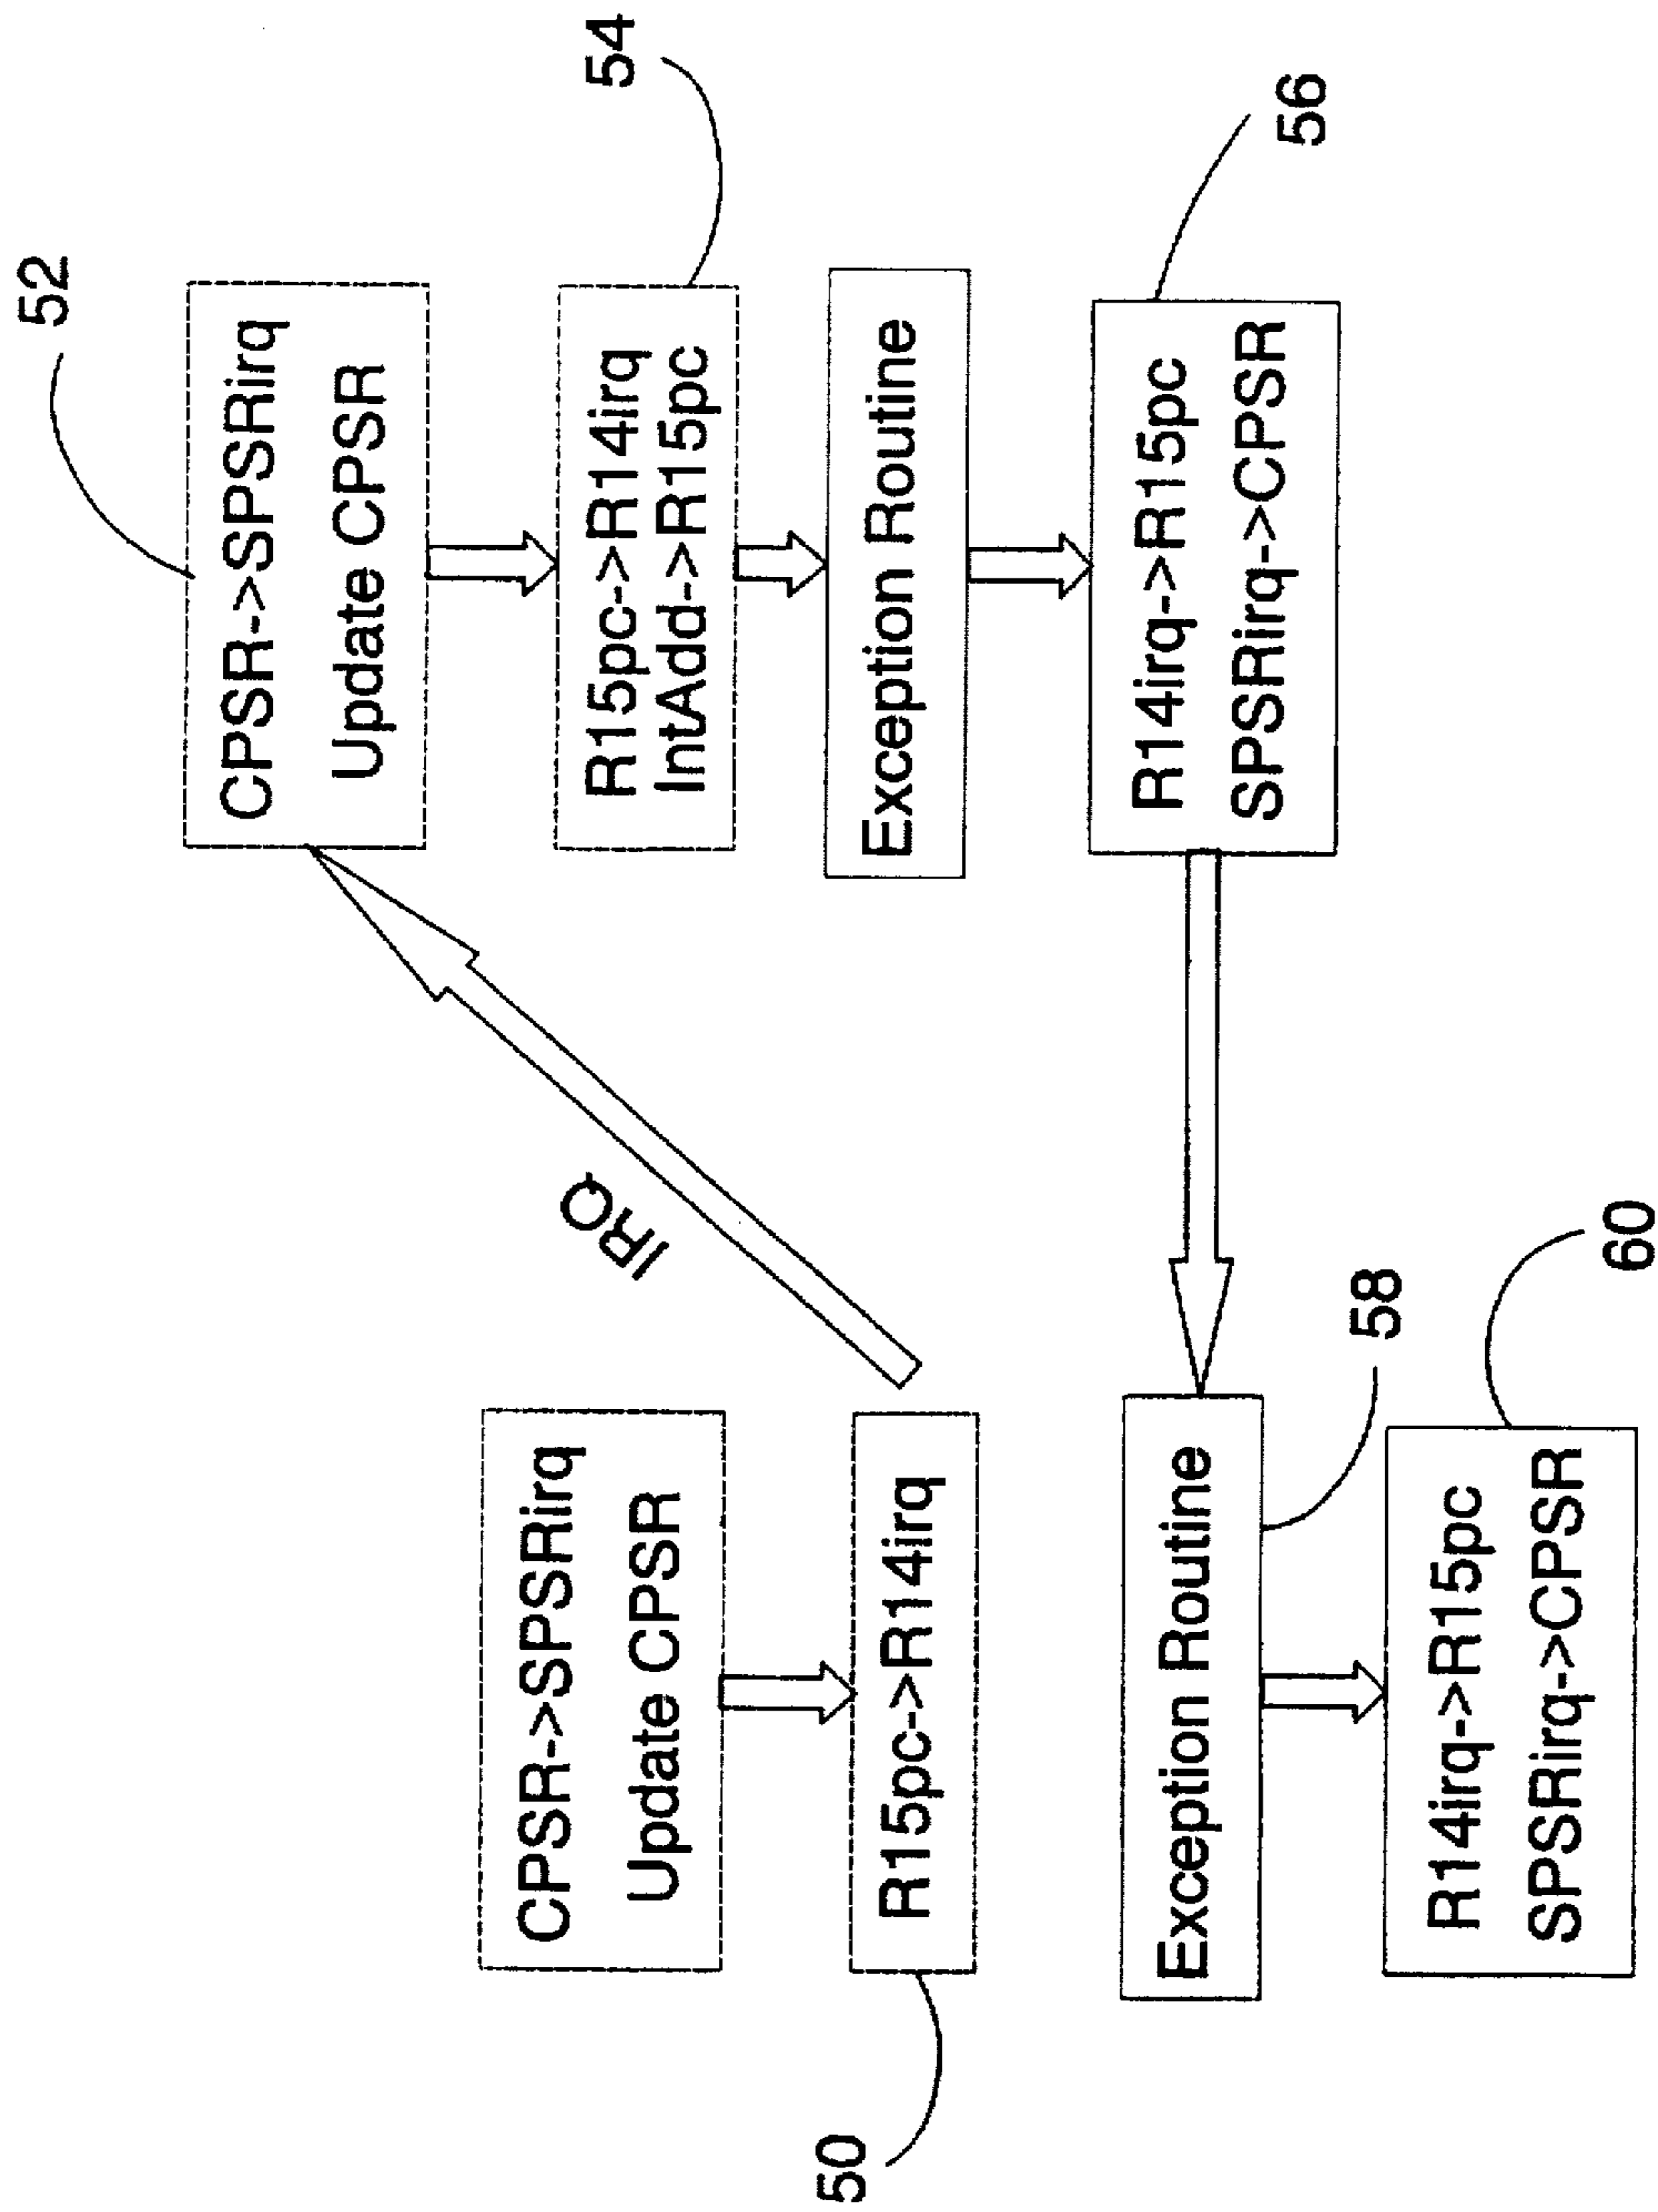 52
CPSR->SPSRirq
Update CPSR
54
R15pc->R14irq
IntAdd->R15pc
Exception Routine
56
R14irq->R15pc
SPSRirq->CPSR
IRQ
CPSR->SPSRirq
Update CPSR
50
R15pc->R14irq
58
Exception Routine
60
R14irq->R15pc
SPSRirq->CPSR